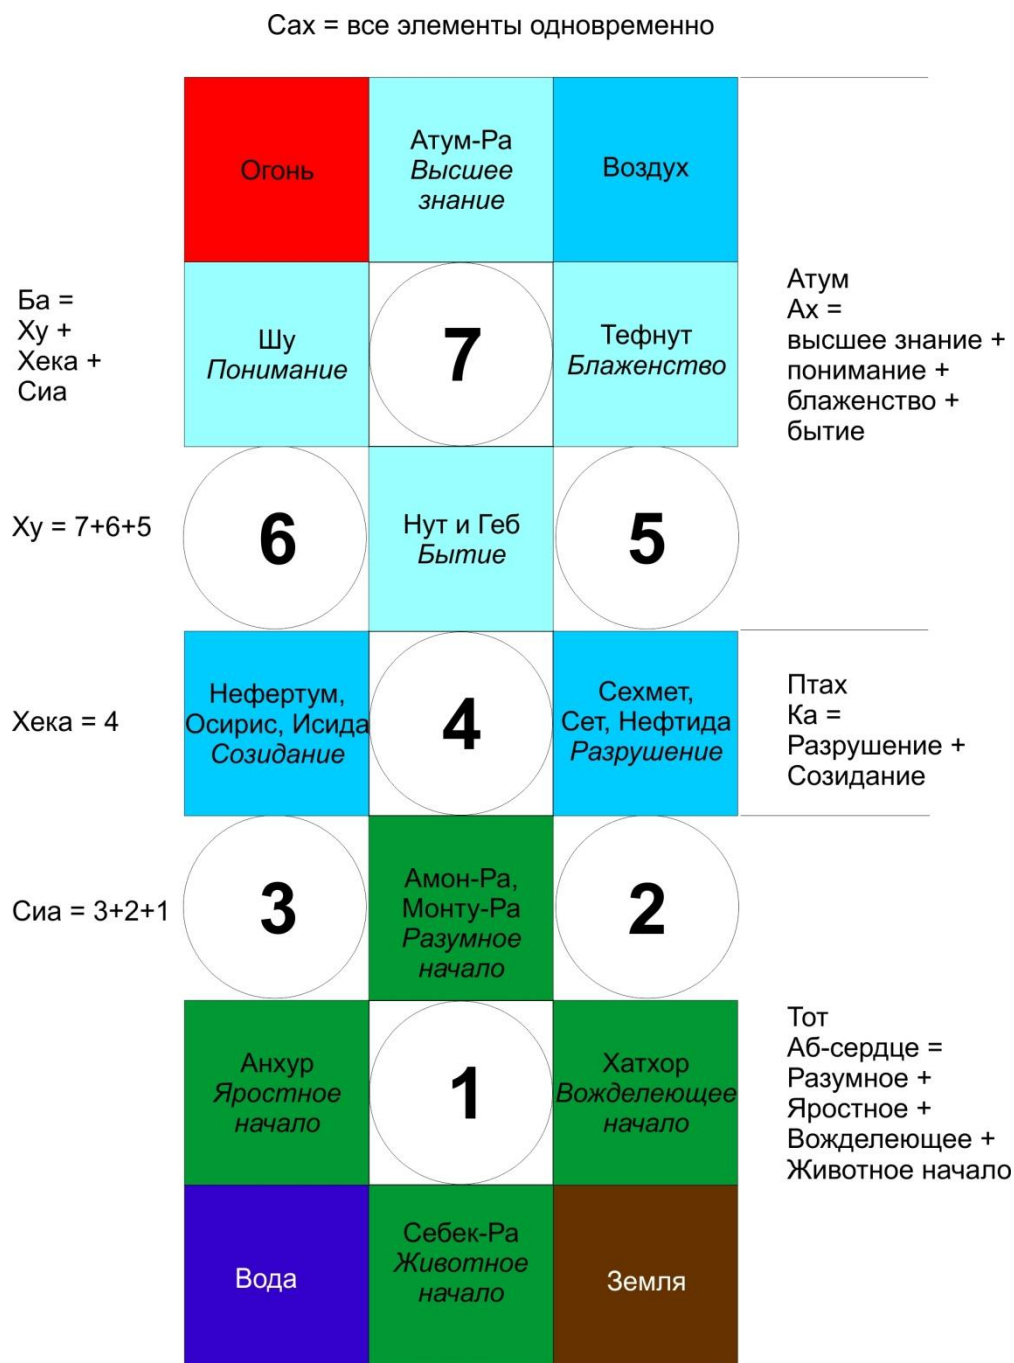 Сах = все элементы одновременно
Огонь
Атум-Ра
Высшее
знание
Воздух
Ба =
Ху +
Хека +
Сиа
Шу
Понимание
7
Тефнут
Блаженство
Атум
Ах =
высшее знание +
понимание +
блаженство +
бытие
Ху = 7+6+5
6
Нут и Геб
Бытие
5
Хека = 4
Нефертум,
Осирис, Исида
Созидание
4
Сехмет,
Сет, Нефтида
Разрушение
Птах
Ка =
Разрушение +
Созидание
Сиа = 3+2+1
3
Амон-Ра,
Монту-Ра
Разумное
начало
2
Анхур
Яростное
начало
1
Хатхор
Вожделеющее
начало
Тот
Аб-сердце =
Разумное +
Яростное +
Вожделеющее +
Животное начало
Вода
Себек-Ра
Животное
начало
Земля